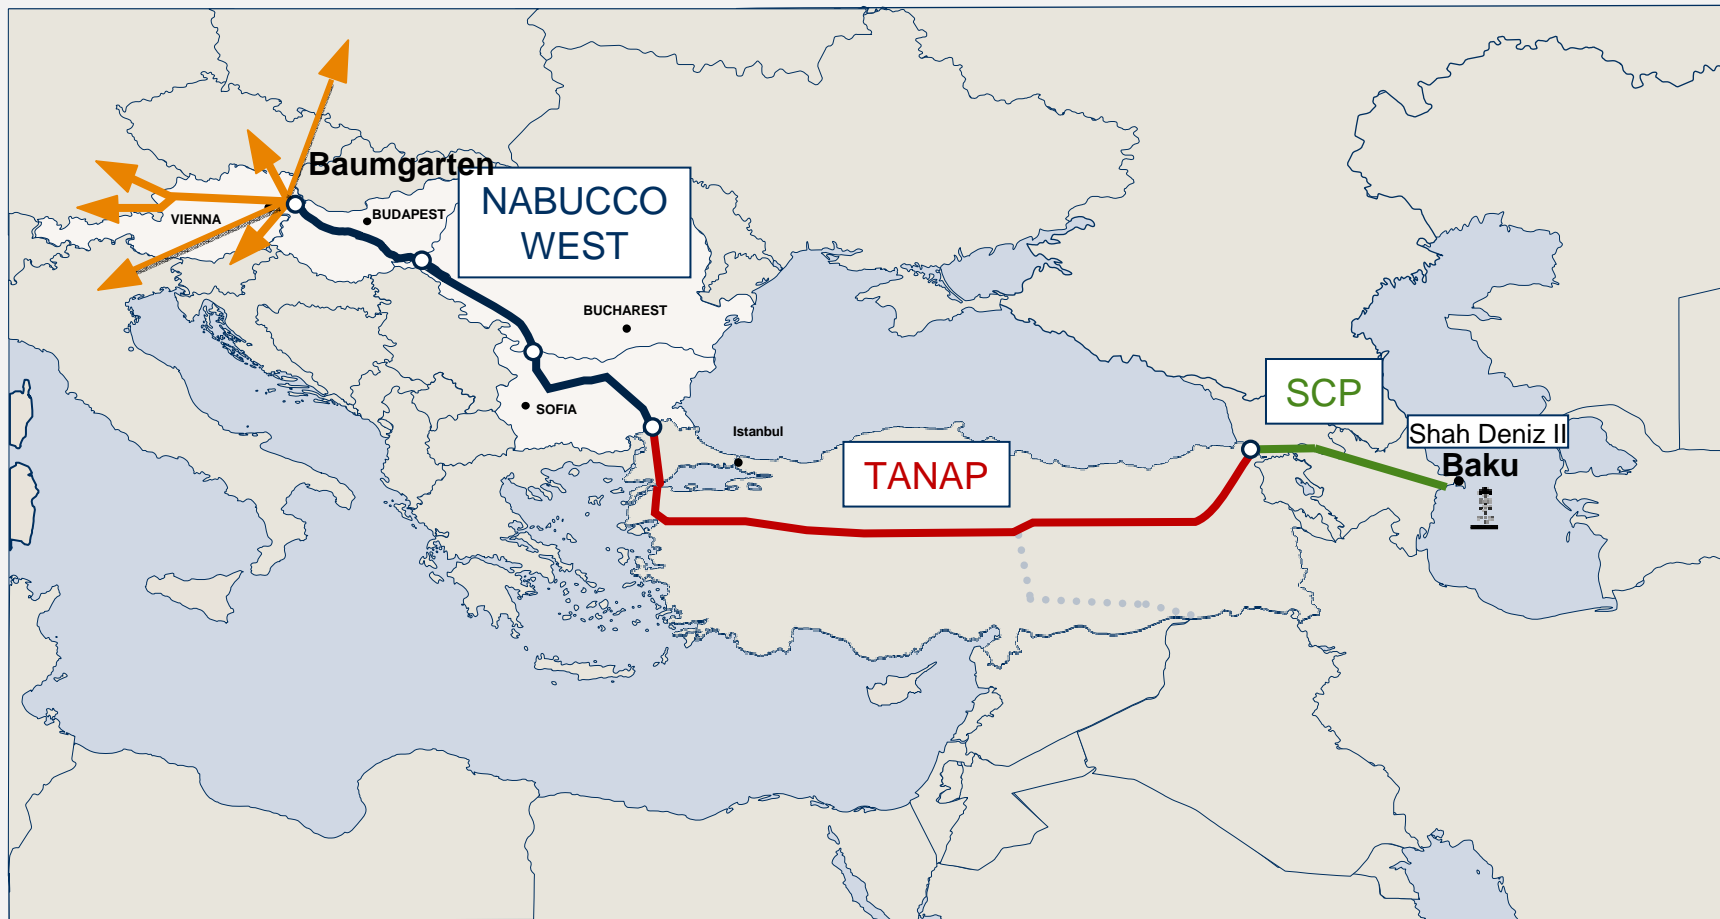 Baumgarten
NABUCCO
WEST
VIENNA
BUDAPEST
BUCHAREST
SOFIA
Istanbul
TANAP
SCP
Shah Deniz II
Baku